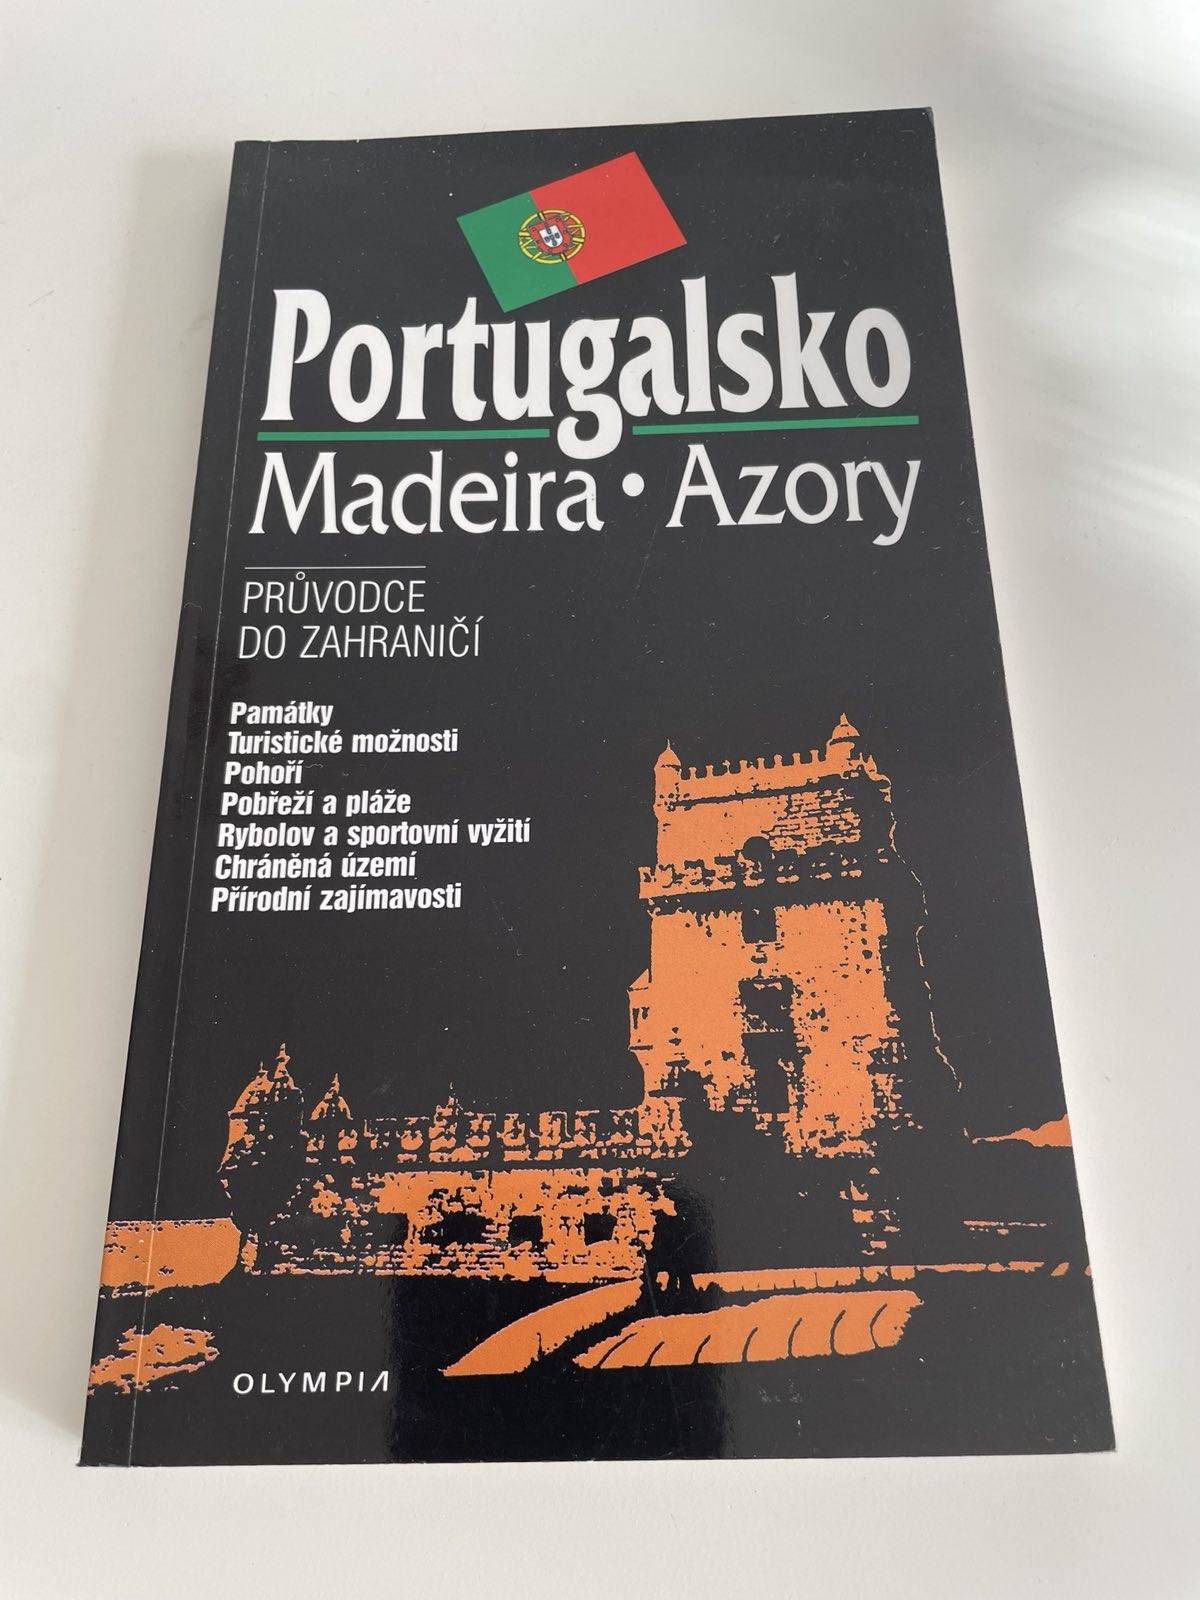 Portugalsko
Madeira • Azory
PRŮVODCE
DO ZAHRANIČÍ
Památky
Turistické možnosti
Pohoří
Pobřeží a pláže
Rybolov a sportovní vyžití
Chráněná území
Přírodní zajímavosti
OLYMPIA